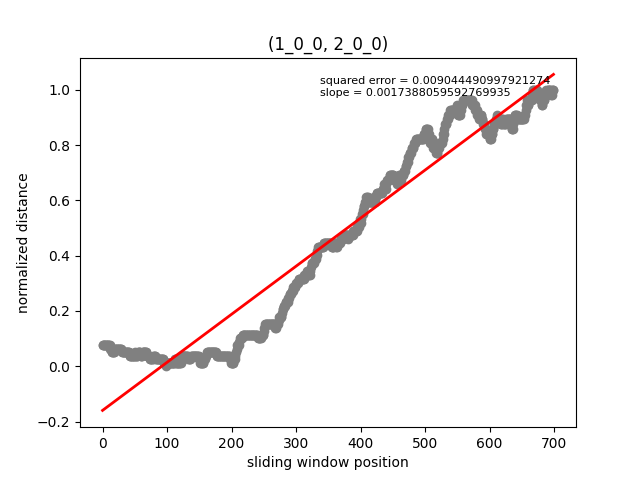 (1_0_0, 2_0_0)
squared error = 0.009044490997921274
slope = 0.0017388059592769935
1.0
0.8
0.6
0.4
0.2
0.0
−0.2
normalized distance
0 100 200 300 400 500 600 700
sliding window position